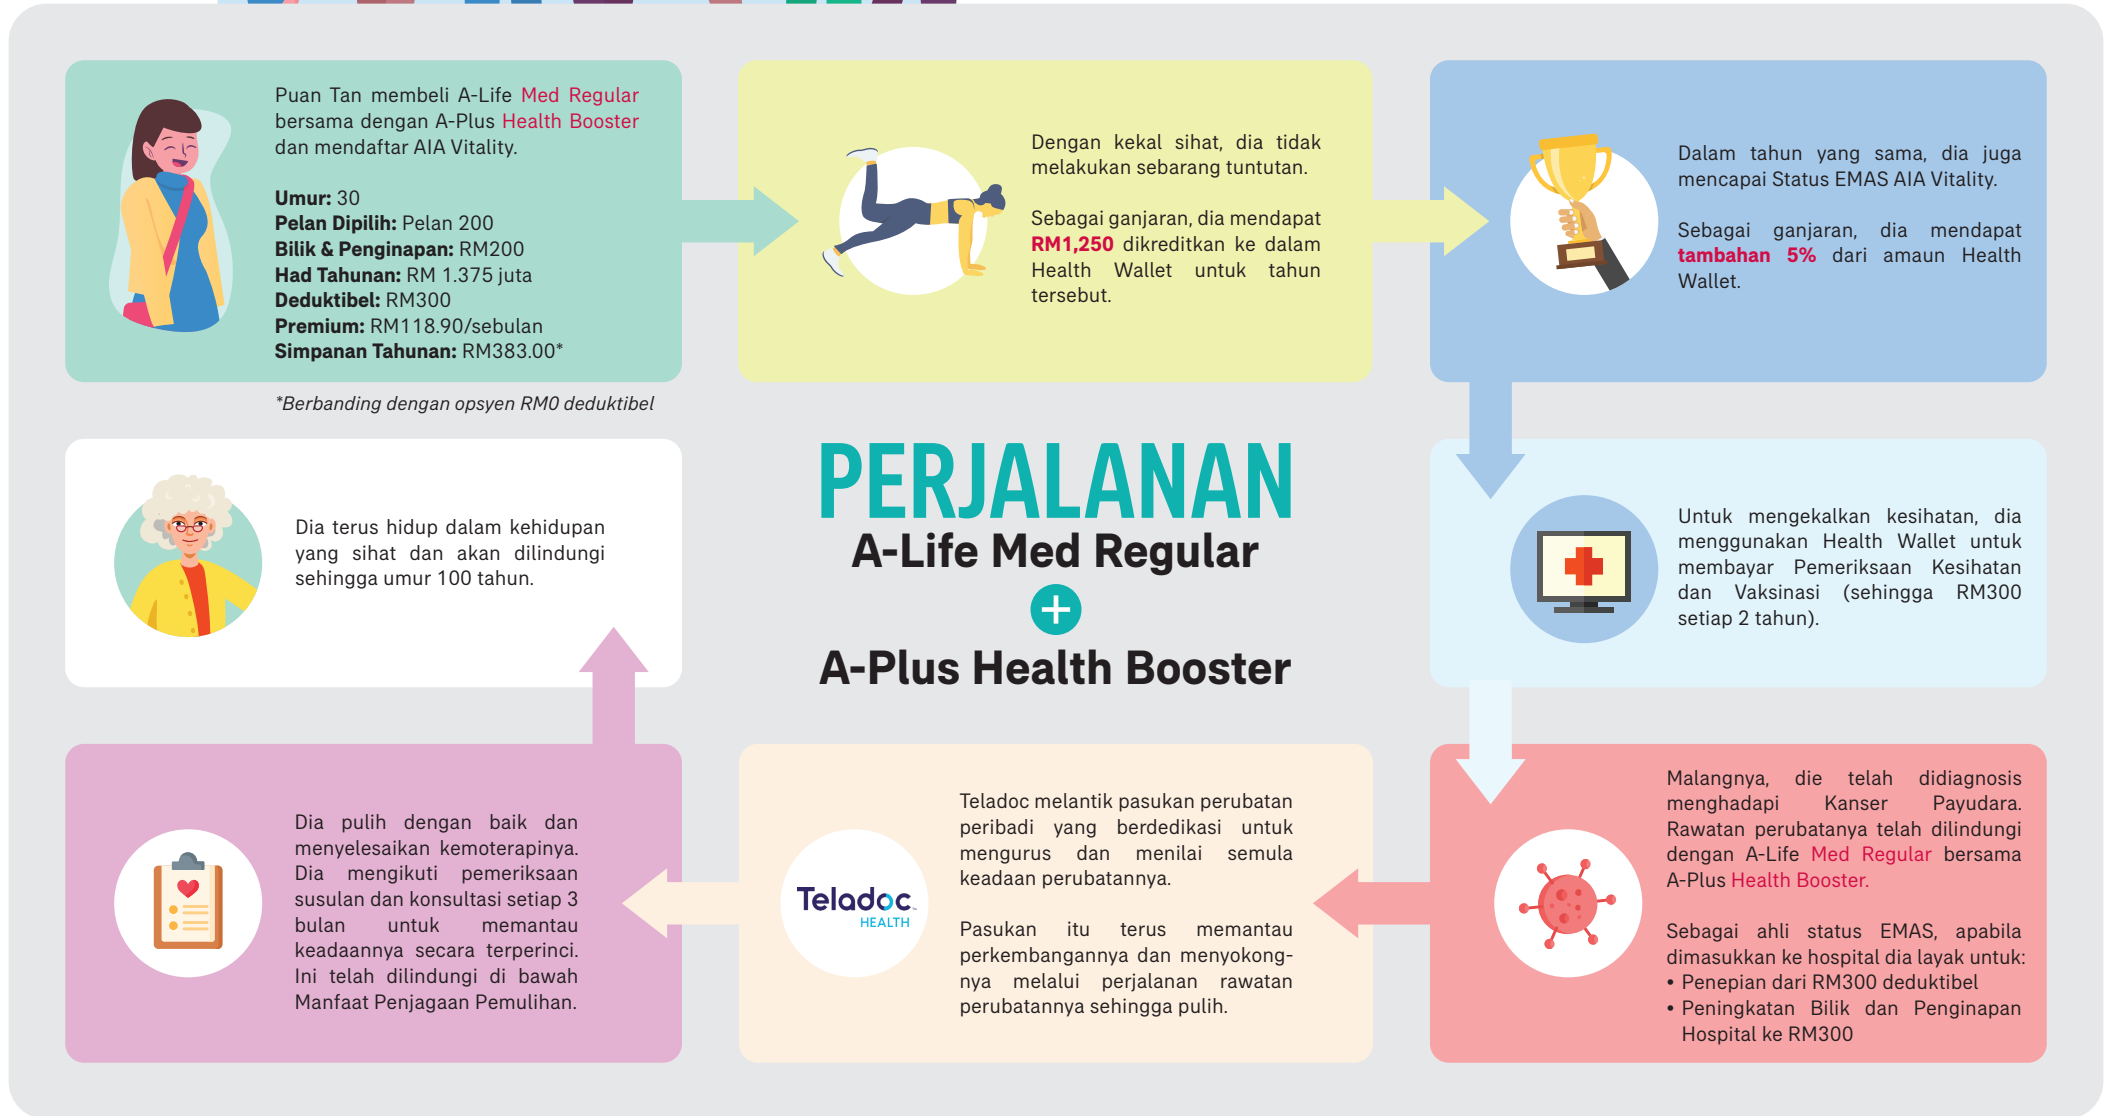 Puan Tan membeli A-Life Med Regular
bersama dengan A-Plus Health Booster
dan mendaftar AIA Vitality.
Umur: 30
Pelan Dipilih: Pelan 200
Bilik & Penginapan: RM200
Had Tahunan: RM 1.375 juta
Deduktibel: RM300
Premium: RM118.90/sebulan
Simpanan Tahunan: RM383.00*
*Berbanding dengan opsyen RM0 deduktibel
Dengan kekal sihat, dia tidak
melakukan sebarang tuntutan.
Sebagai ganjaran, dia mendapat
RM1,250 dikreditkan ke dalam
Health Wallet untuk tahun
tersebut.
Dalam tahun yang sama, dia juga
mencapai Status EMAS AIA Vitality.
Sebagai ganjaran, dia mendapat
tambahan 5% dari amaun Health
Wallet.
PERJALANAN
A-Life Med Regular
+
A-Plus Health Booster
Untuk mengekalkan kesihatan, dia
menggunakan Health Wallet untuk
membayar Pemeriksaan Kesihatan
dan Vaksinasi (sehingga RM300
setiap 2 tahun).
Malangnya, die telah didiagnosis
menghadapi Kanser Payudara.
Rawatan perubatanya telah dilindungi
dengan A-Life Med Regular bersama
A-Plus Health Booster.
Sebagai ahli status EMAS, apabila
dimasukkan ke hospital dia layak untuk:
• Penepian dari RM300 deduktibel
• Peningkatan Bilik dan Penginapan
Hospital ke RM300
Teladoc
HEALTH
Teladoc melantik pasukan perubatan
peribadi yang berdedikasi untuk
mengurus dan menilai semula
keadaan perubatannya.
Pasukan itu terus memantau
perkembangannya dan menyokong-
nya melalui perjalanan rawatan
perubatannya sehingga pulih.
Dia pulih dengan baik dan
menyelesaikan kemoterapinya.
Dia mengikuti pemeriksaan
susulan dan konsultasi setiap 3
bulan untuk memantau
keadaannya secara terperinci.
Ini telah dilindungi di bawah
Manfaat Penjagaan Pemulihan.
Dia terus hidup dalam kehidupan
yang sihat dan akan dilindungi
sehingga umur 100 tahun.